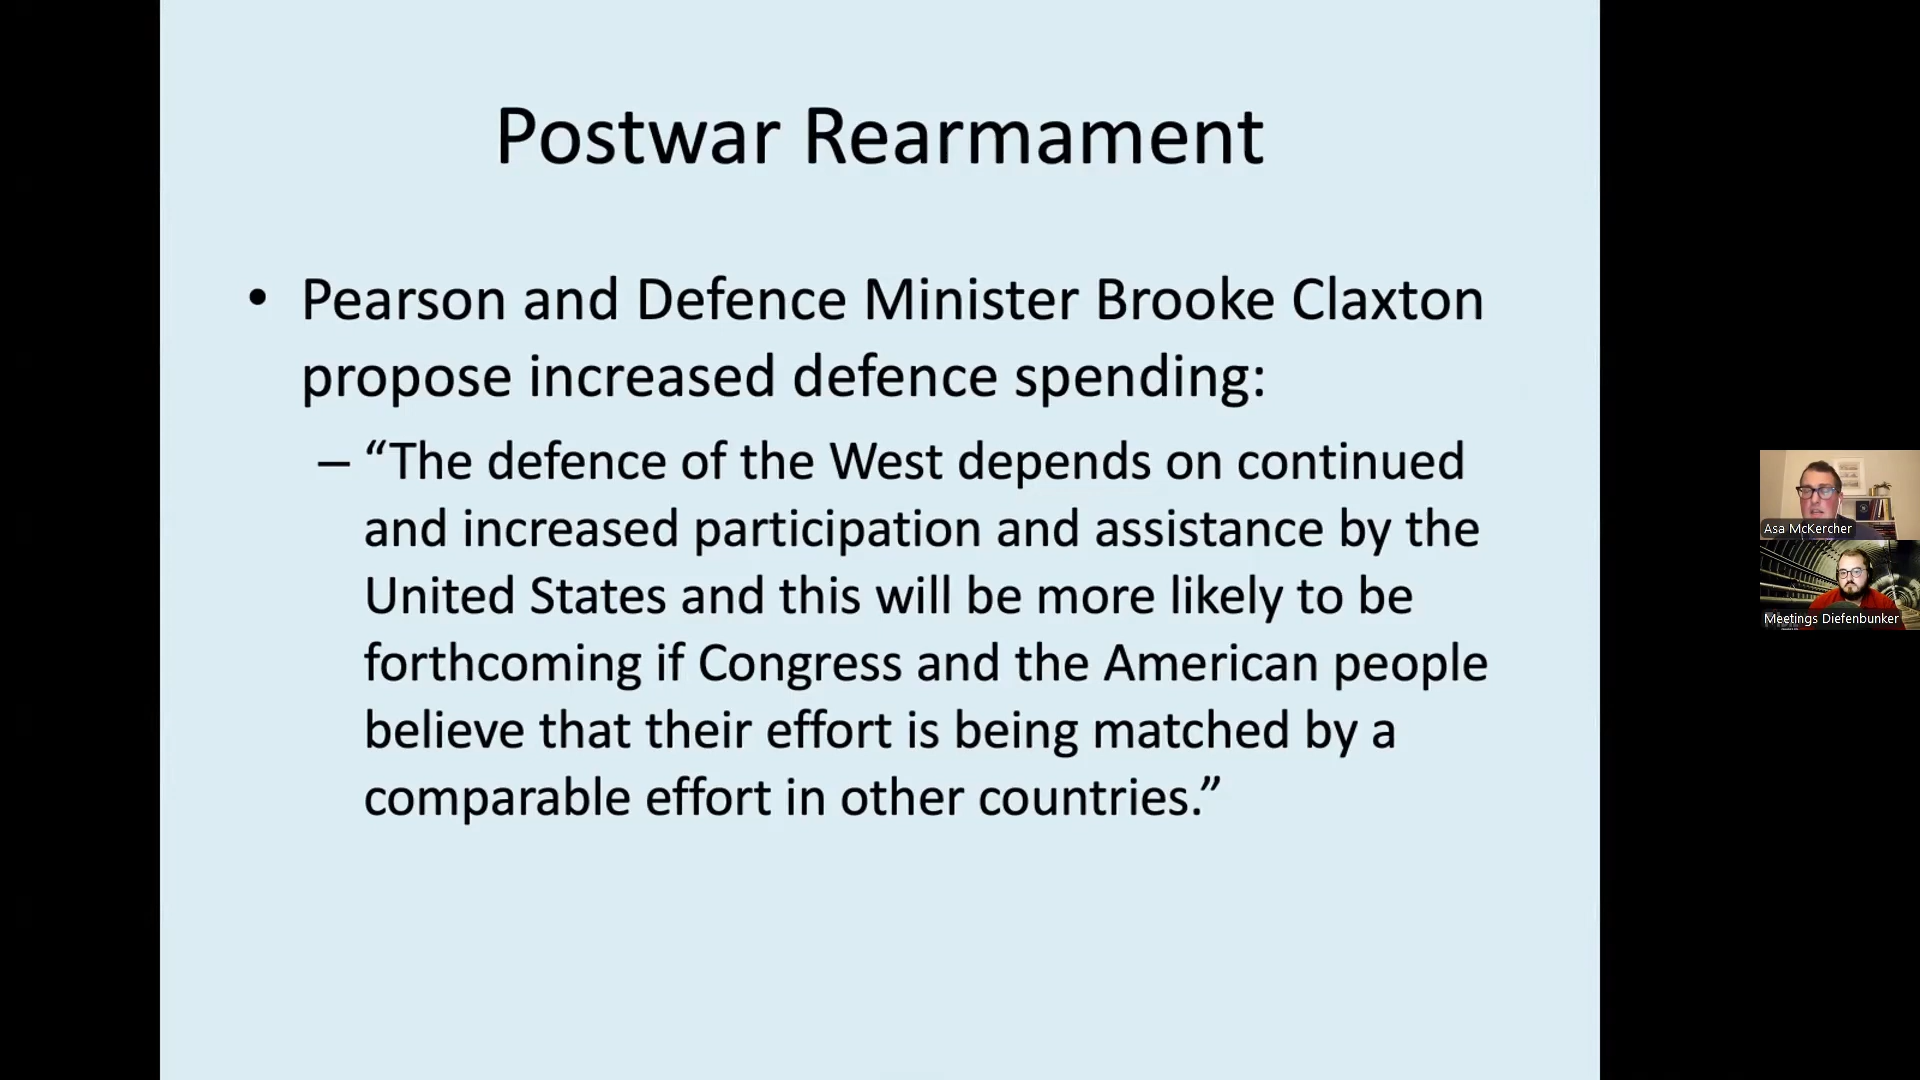 Postwar Rearmament
• Pearson and Defence Minister Brooke Claxton
propose increased defence spending:
– “The defence of the West depends on continued
and increased participation and assistance by the
United States and this will be more likely to be
forthcoming if Congress and the American people
believe that their effort is being matched by a
comparable effort in other countries.”
Asa McKercher
Meetings Diefenbunker